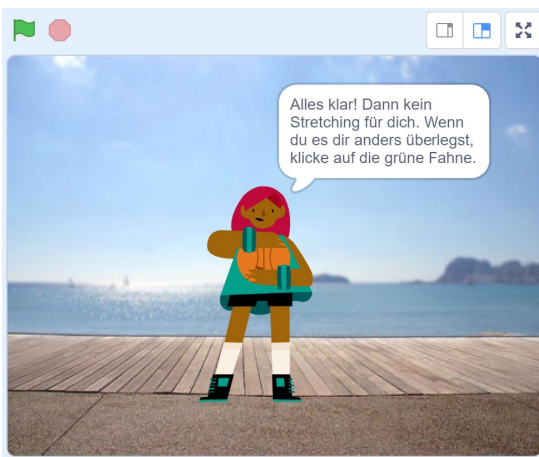 Alles klar! Dann kein
Stretching für dich. Wenn
du es dir anders überlegst,
klicke auf die grüne Fahne.